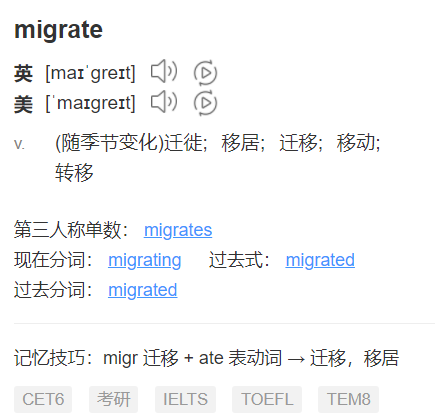 migrate
英 [maɪˈɡreɪt]
美 [ˈmaɪɡreɪt]
v. (随季节变化)迁徙；移居；迁移；移动；
转移
第三人称单数： migrates
现在分词： migrating 过去式： migrated
过去分词： migrated
记忆技巧：migr 迁移 + ate 表动词 → 迁移，移居
CET6 考研 IELTS TOEFL TEM8